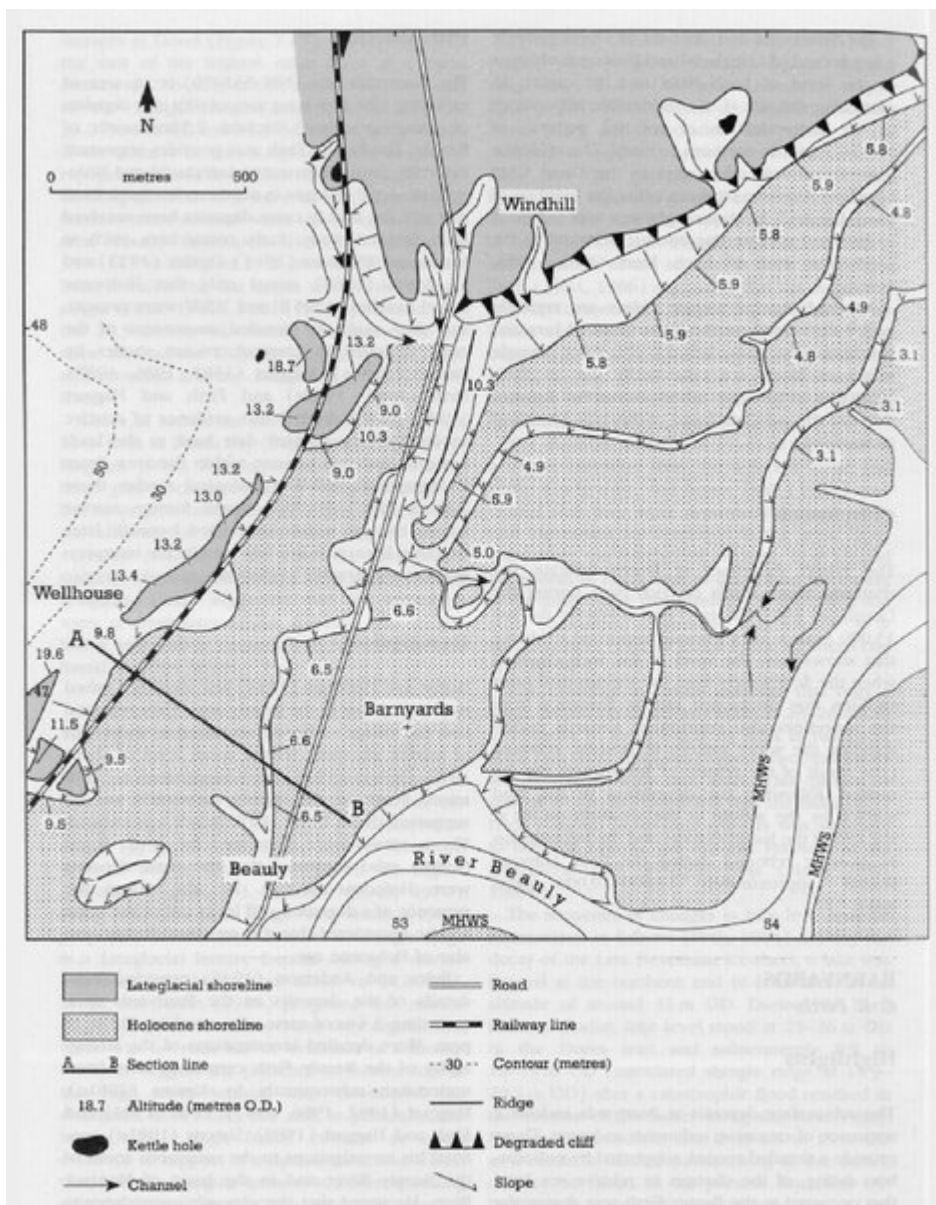 N
0 metres 500
Windhill
5.8
5.9
5.8
4.8
5.9
4.9
5.9
5.8
4.8
3.1
3.1
3.1
48
13.2
18.7
13.2
9.0
10.3
10.3
9.0
4.9
5.9
5.0
50
30
13.2
13.0
13.2
13.4
Wellhouse
A
9.8
19.6
11.5
9.5
9.5
6.6
6.5
Barnyards
6.6
6.5
B
Beauly
River Beauly
MHWS
MHWS
MHWS
53
54
Lateglacial shoreline
Road
Holocene shoreline
Railway line
A B Section line
30 Contour (metres)
18.7 Altitude (metres O.D.)
Ridge
Kettle hole
Degraded cliff
Channel
Slope